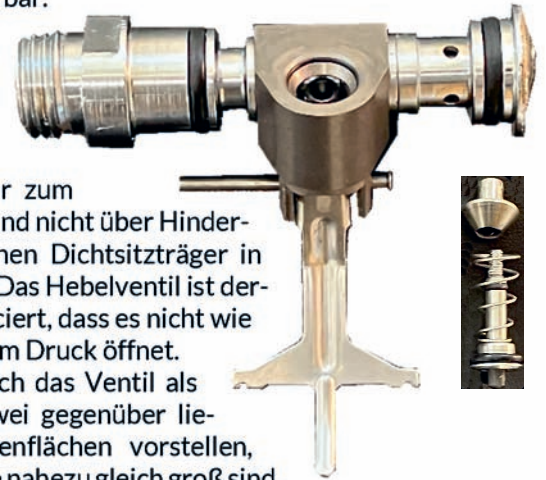 bar.
r zum
nd nicht über Hinder-
nen Dichtsitzträger in
Das Hebelventil ist der-
ciert, dass es nicht wie
m Druck öffnet.
ch das Ventil als
wei gegenüber lie-
enflächen vorstellen,
nahezu gleich groß sind